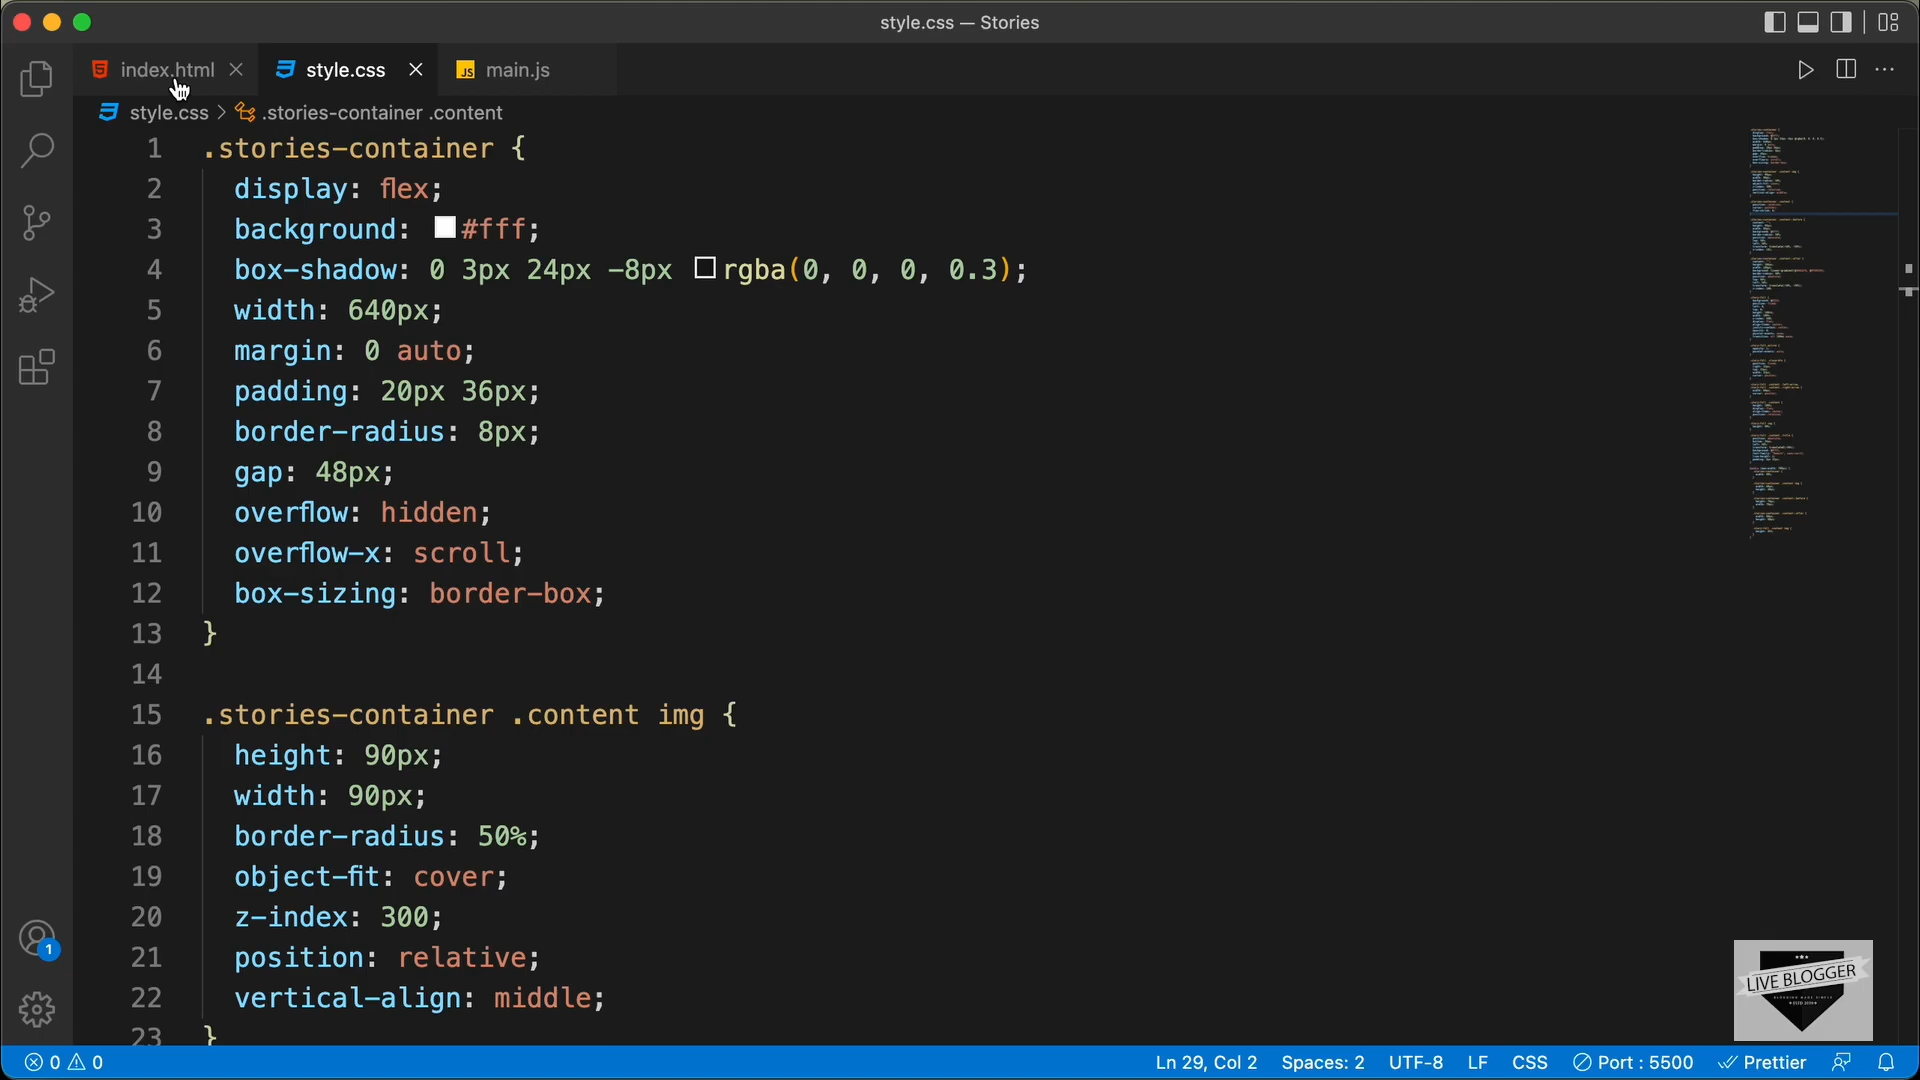 style.css — Stories
index.html
style.css
JS main.js
style.css > .stories-container .content
1 .stories-container {
2 display: flex;
3 background: #fff;
4 box-shadow: 0 3px 24px -8px rgba(0, 0, 0, 0.3);
5 width: 640px;
6 margin: 0 auto;
7 padding: 20px 36px;
8 border-radius: 8px;
9 gap: 48px;
10 overflow: hidden;
11 overflow-x: scroll;
12 box-sizing: border-box;
13 }
14
15 .stories-container .content img {
16 height: 90px;
17 width: 90px;
18 border-radius: 50%;
19 object-fit: cover;
20 z-index: 300;
21 position: relative;
22 vertical-align: middle;
23 }
1
LIVE BLOGGER
0 0
Ln 29, Col 2
Spaces: 2
UTF-8
LF
CSS
Port : 5500
Prettier